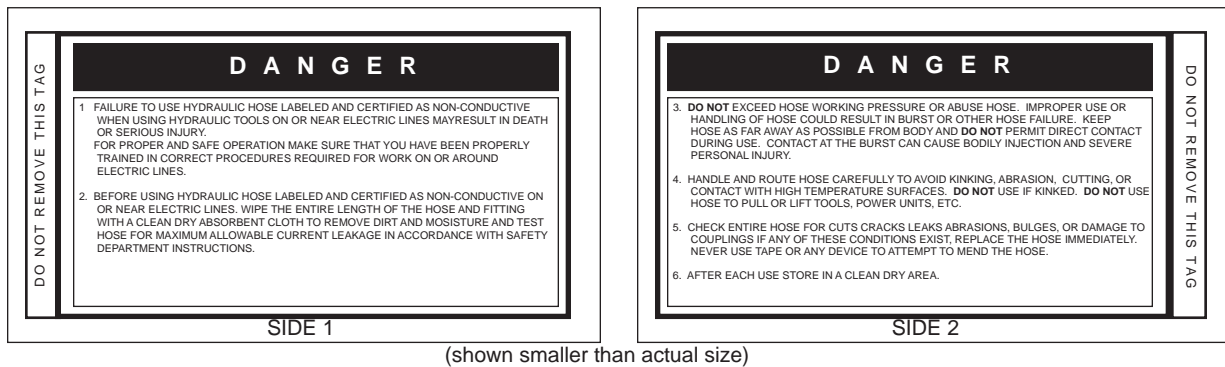 DO NOT REMOVE THIS TAG
D A N G E R
1 FAILURE TO USE HYDRAULIC HOSE LABELED AND CERTIFIED AS NON-CONDUCTIVE
WHEN USING HYDRAULIC TOOLS ON OR NEAR ELECTRIC LINES MAYRESULT IN DEATH
OR SERIOUS INJURY.
FOR PROPER AND SAFE OPERATION MAKE SURE THAT YOU HAVE BEEN PROPERLY
TRAINED IN CORRECT PROCEDURES REQUIRED FOR WORK ON OR AROUND
ELECTRIC LINES.
2. BEFORE USING HYDRAULIC HOSE LABELED AND CERTIFIED AS NON-CONDUCTIVE ON
OR NEAR ELECTRIC LINES. WIPE THE ENTIRE LENGTH OF THE HOSE AND FITTING
WITH A CLEAN DRY ABSORBENT CLOTH TO REMOVE DIRT AND MOSISTURE AND TEST
HOSE FOR MAXIMUM ALLOWABLE CURRENT LEAKAGE IN ACCORDANCE WITH SAFETY
DEPARTMENT INSTRUCTIONS.
SIDE 1
D A N G E R
3. DO NOT EXCEED HOSE WORKING PRESSURE OR ABUSE HOSE. IMPROPER USE OR
HANDLING OF HOSE COULD RESULT IN BURST OR OTHER HOSE FAILURE. KEEP
HOSE AS FAR AWAY AS POSSIBLE FROM BODY AND DO NOT PERMIT DIRECT CONTACT
DURING USE. CONTACT AT THE BURST CAN CAUSE BODILY INJECTION AND SEVERE
PERSONAL INJURY.
4. HANDLE AND ROUTE HOSE CAREFULLY TO AVOID KINKING, ABRASION, CUTTING, OR
CONTACT WITH HIGH TEMPERATURE SURFACES. DO NOT USE IF KINKED. DO NOT USE
HOSE TO PULL OR LIFT TOOLS, POWER UNITS, ETC.
5. CHECK ENTIRE HOSE FOR CUTS CRACKS LEAKS ABRASIONS, BULGES, OR DAMAGE TO
COUPLINGS IF ANY OF THESE CONDITIONS EXIST, REPLACE THE HOSE IMMEDIATELY.
NEVER USE TAPE OR ANY DEVICE TO ATTEMPT TO MEND THE HOSE.
6. AFTER EACH USE STORE IN A CLEAN DRY AREA.
DO NOT REMOVE THIS TAG
SIDE 2
(shown smaller than actual size)